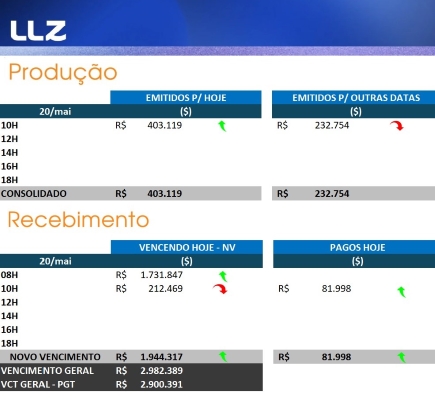 LLZ
Produção
EMITIDOS P/ HOJE EMITIDOS P/ OUTRAS DATAS
20/mai ($) ($)
10H R$ 403.119 R$ 232.754
12H
14H
16H
18H
CONSOLIDADO R$ 403.119 R$ 232.754
Recebimento
VENCENDO HOJE - NV PAGOS HOJE
20/mai ($) ($)
08H R$ 1.731.847
10H R$ 212.469 R$ 81.998
12H
14H
16H
18H
NOVO VENCIMENTO R$ 1.944.317 R$ 81.998
VENCIMENTO GERAL R$ 2.982.389
VCT GERAL - PGT R$ 2.900.391